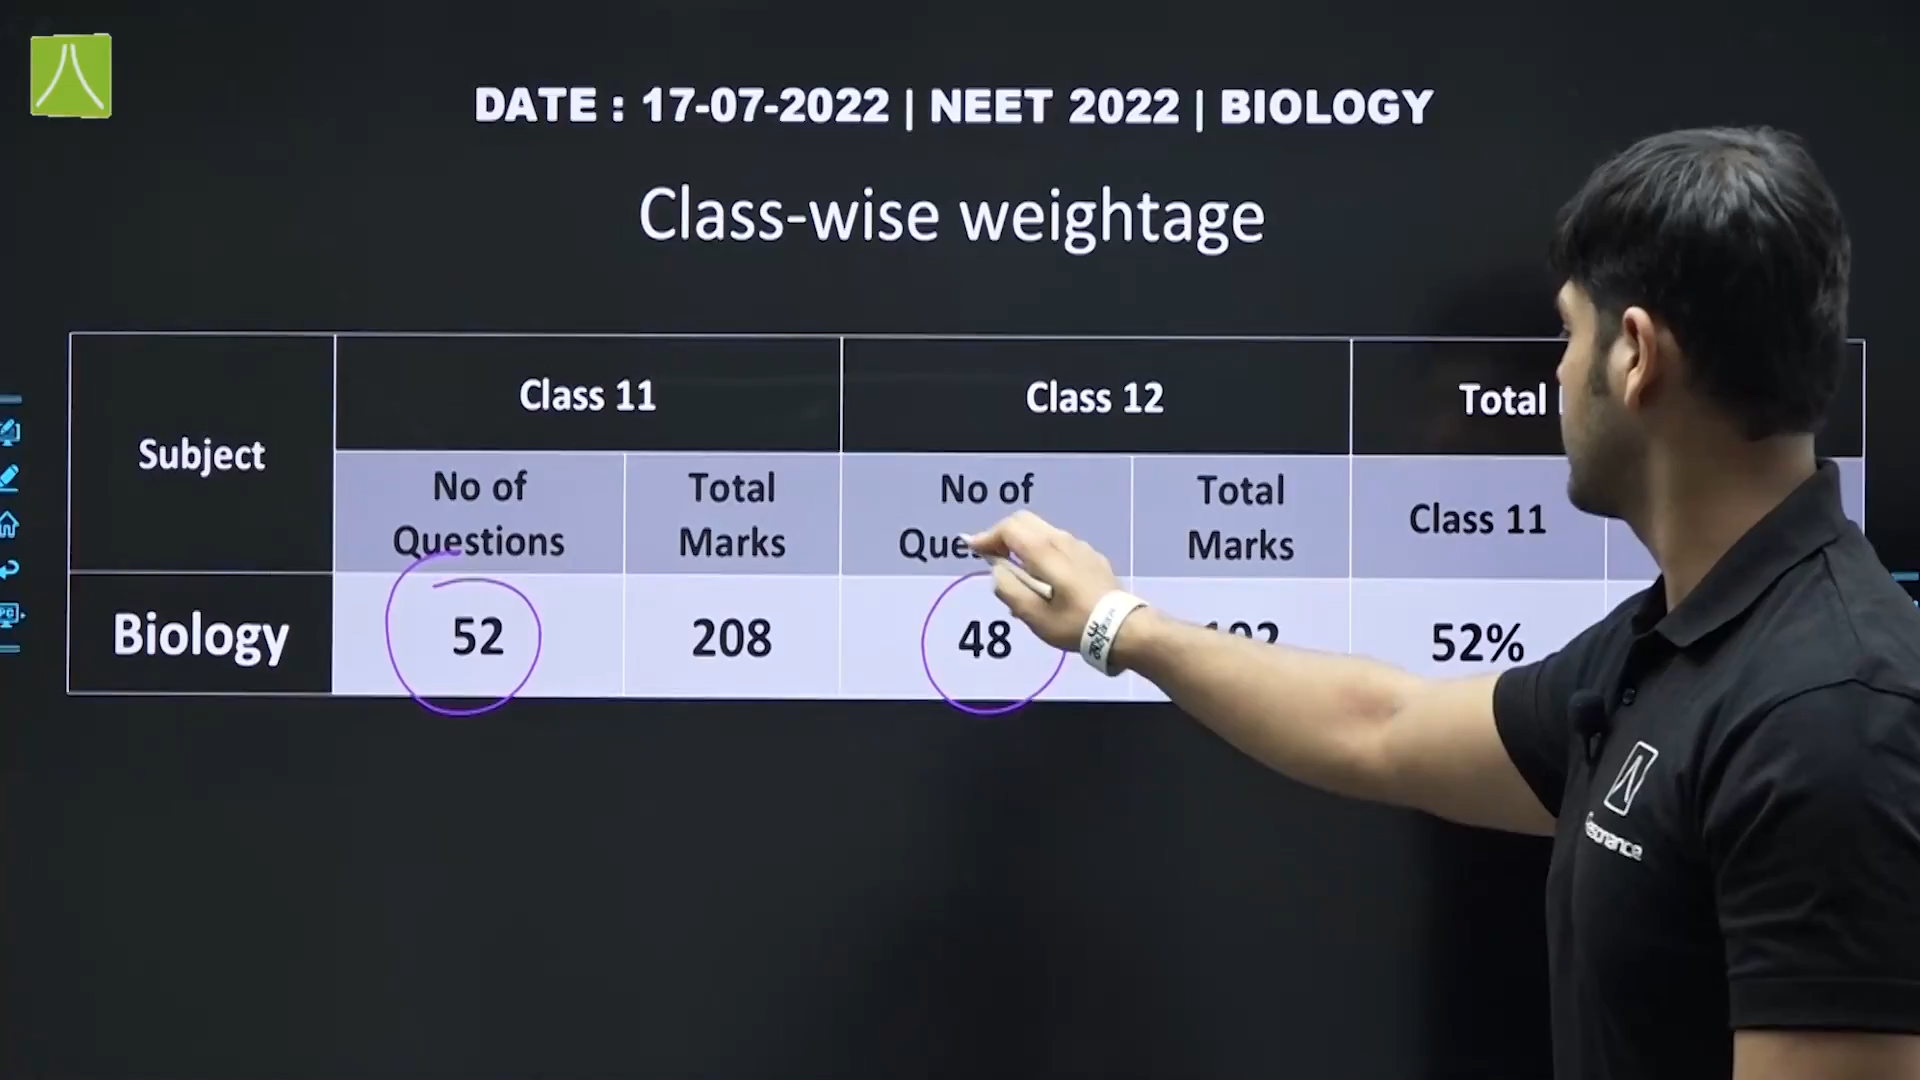 DATE : 17-07-2022 | NEET 2022 | BIOLOGY
Class-wise weightage
Subject
Class 11
Class 12
Total
No of
Questions
Total
Marks
No of
Total
Marks
Class 11
Biology
52
208
48
52%
Resonance